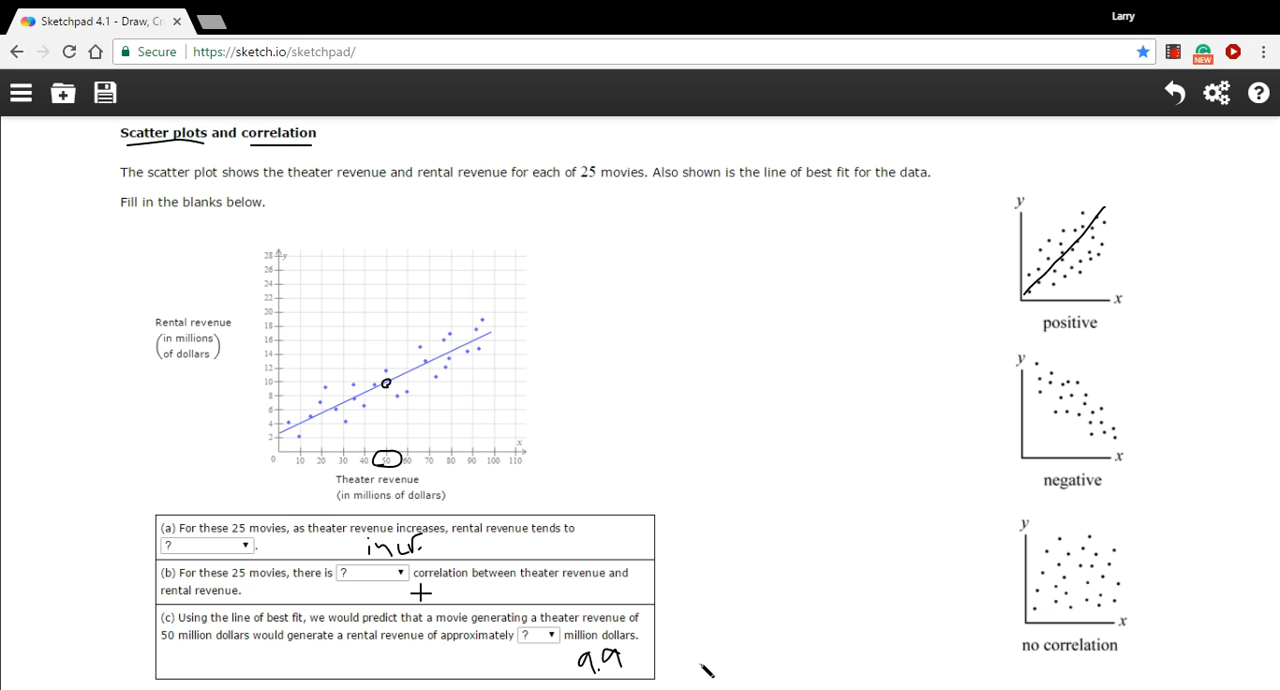 Larry
Sketchpad 4.1 - Draw, Cr
Secure https://sketch.io/sketchpad/
NEW
Scatter plots and correlation
The scatter plot shows the theater revenue and rental revenue for each of 25 movies. Also shown is the line of best fit for the data.
Fill in the blanks below.
28 y
26
24
22
20
18
16
14
12
10
8
6
4
2
x
0 10 20 30 40 50 60 70 80 90 100 110
Rental revenue
(in millions
of dollars)
Theater revenue
(in millions of dollars)
(a) For these 25 movies, as theater revenue increases, rental revenue tends to
? .
incr.
(b) For these 25 movies, there is ? correlation between theater revenue and
rental revenue.
+
(c) Using the line of best fit, we would predict that a movie generating a theater revenue of
50 million dollars would generate a rental revenue of approximately ? million dollars.
9.9
y
x
positive
y
x
negative
y
x
no correlation